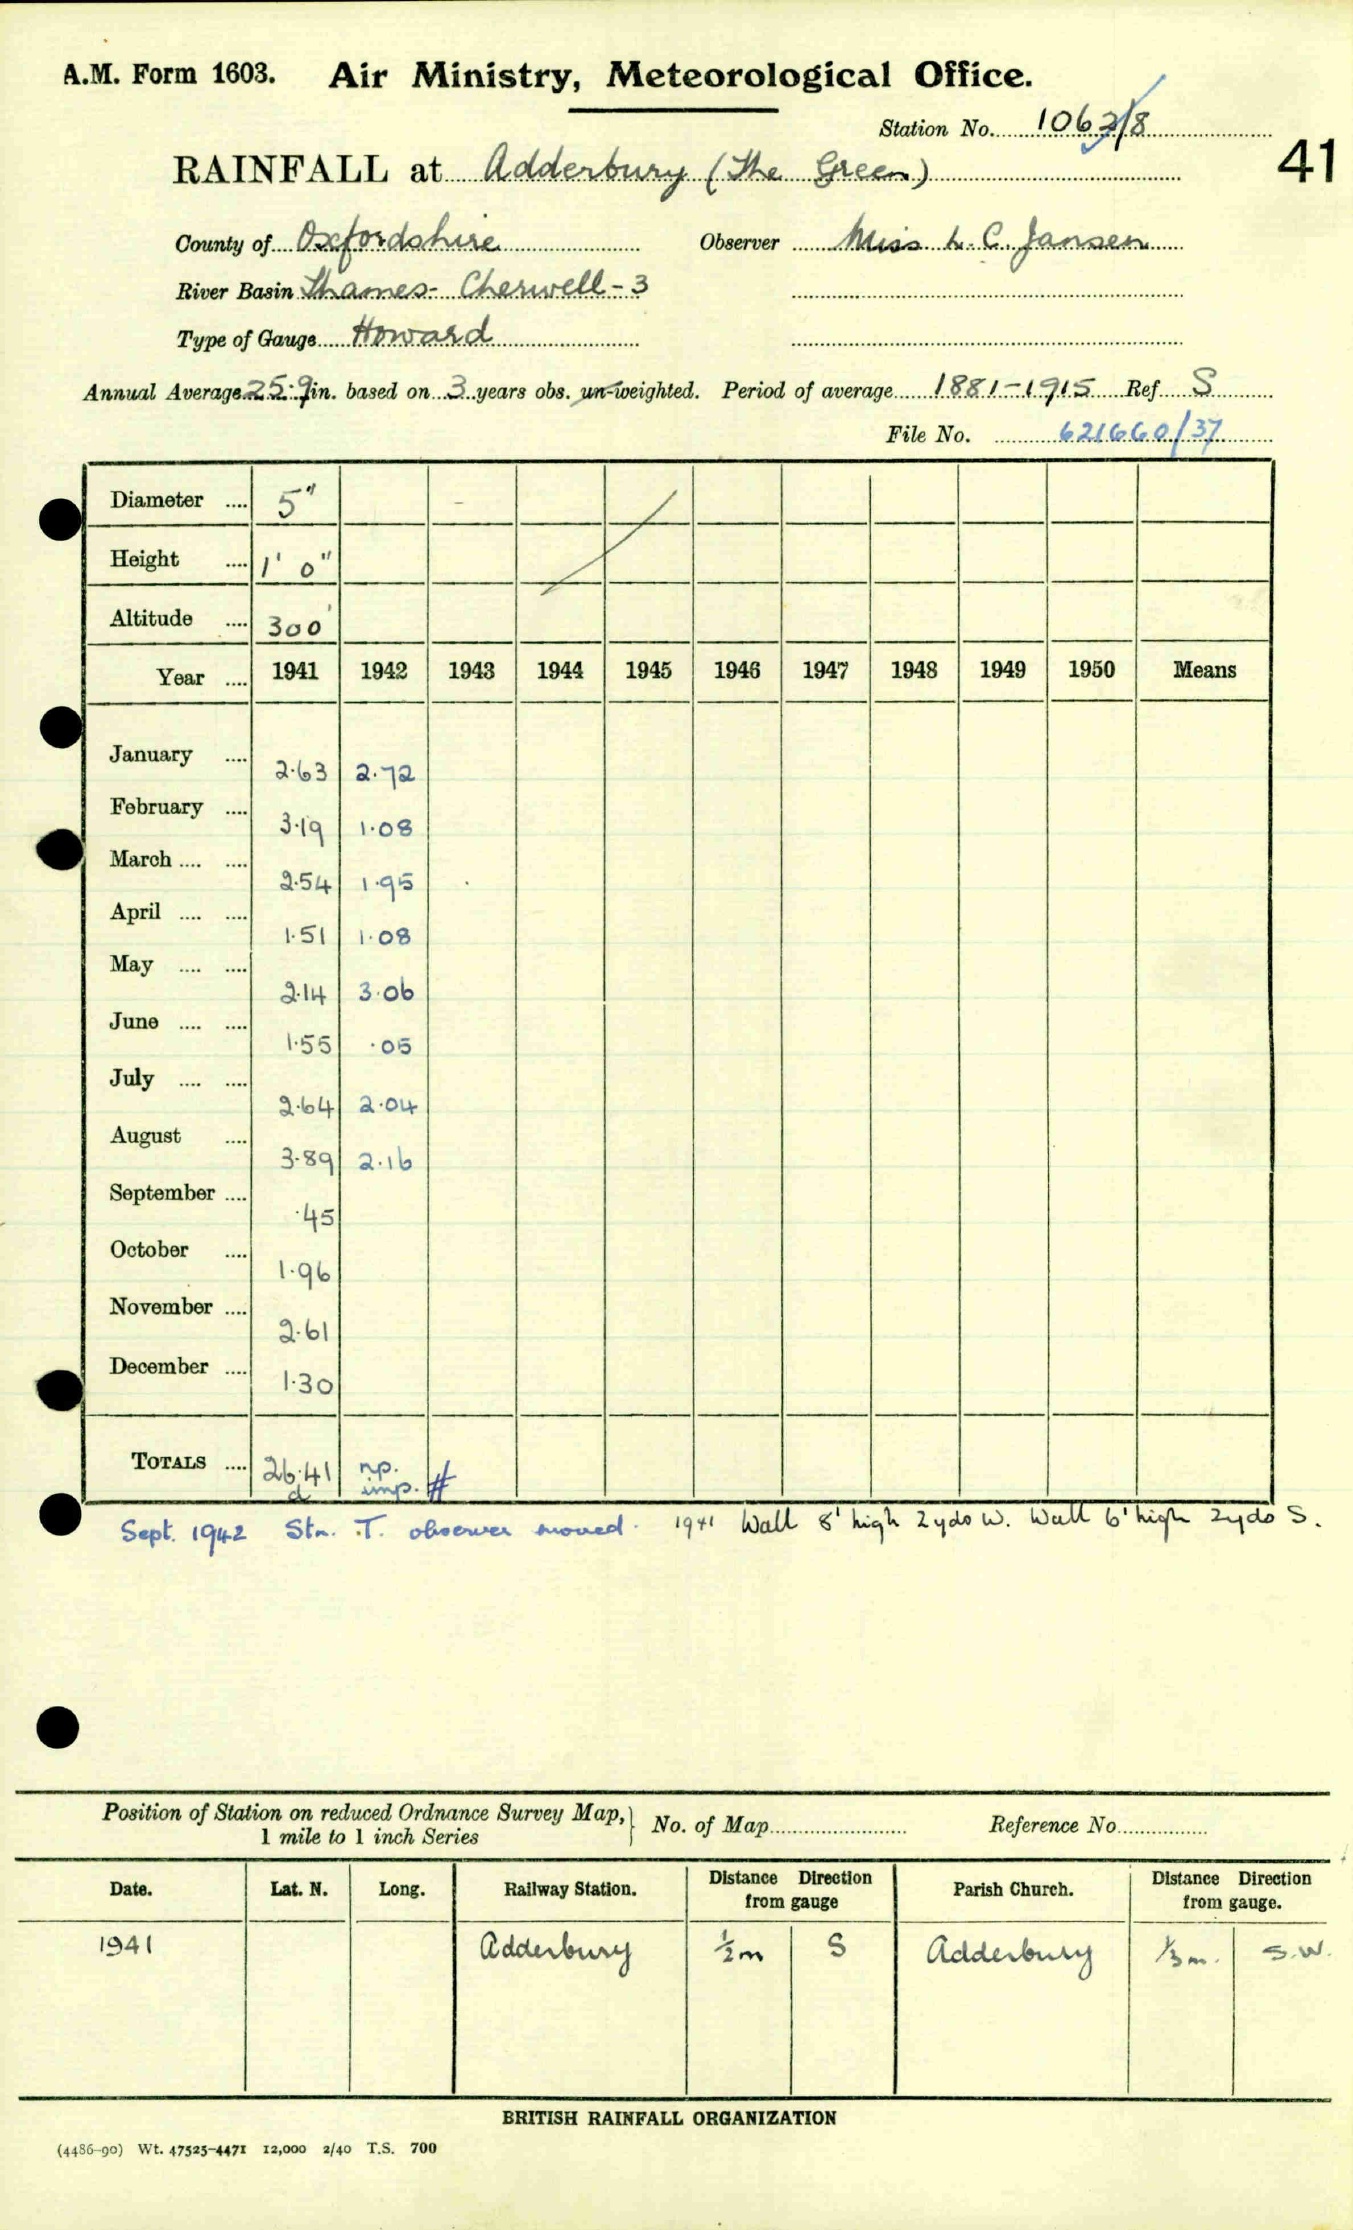 A.M. Form 1603. Air Ministry, Meteorological Office.
Station No. 1063/8
41
RAINFALL at Adderbury (The Green)
County of Oxfordshire Observer Miss L. C. Jansen
River Basin Thames - Cherwell - 3
Type of Gauge Howard
Annual Average 25.9 in. based on 3 years obs. un-weighted. Period of average 1881-1915 Ref S
File No. 621660/37
Diameter .... 5"
Height .... 1' 0"
Altitude .... 300'
Year .... 1941 1942 1943 1944 1945 1946 1947 1948 1949 1950 Means
January .... 2.63 2.72
February .... 3.19 1.08
March .... .... 2.54 1.95
April .... .... 1.51 1.08
May .... .... 2.14 3.06
June .... .... 1.55 .05
July .... .... 2.64 2.04
August .... 3.89 2.16
September .... .45
October .... 1.96
November .... 2.61
December .... 1.30
TOTALS .... 26.41 np.
d imp. #
Sept. 1942 Stn. T. observer moved. 1941 Wall 8' high 2 yds W. Wall 6' high 2 yds S.
Position of Station on reduced Ordnance Survey Map, 1 mile to 1 inch Series } No. of Map Reference No
Date. Lat. N. Long. Railway Station. Distance Direction from gauge Parish Church. Distance Direction from gauge.
1941 Adderbury ½ m S Adderbury ⅓ m. S.W.
BRITISH RAINFALL ORGANIZATION
(4486-90) Wt. 47525-4471 12,000 2/40 T.S. 700